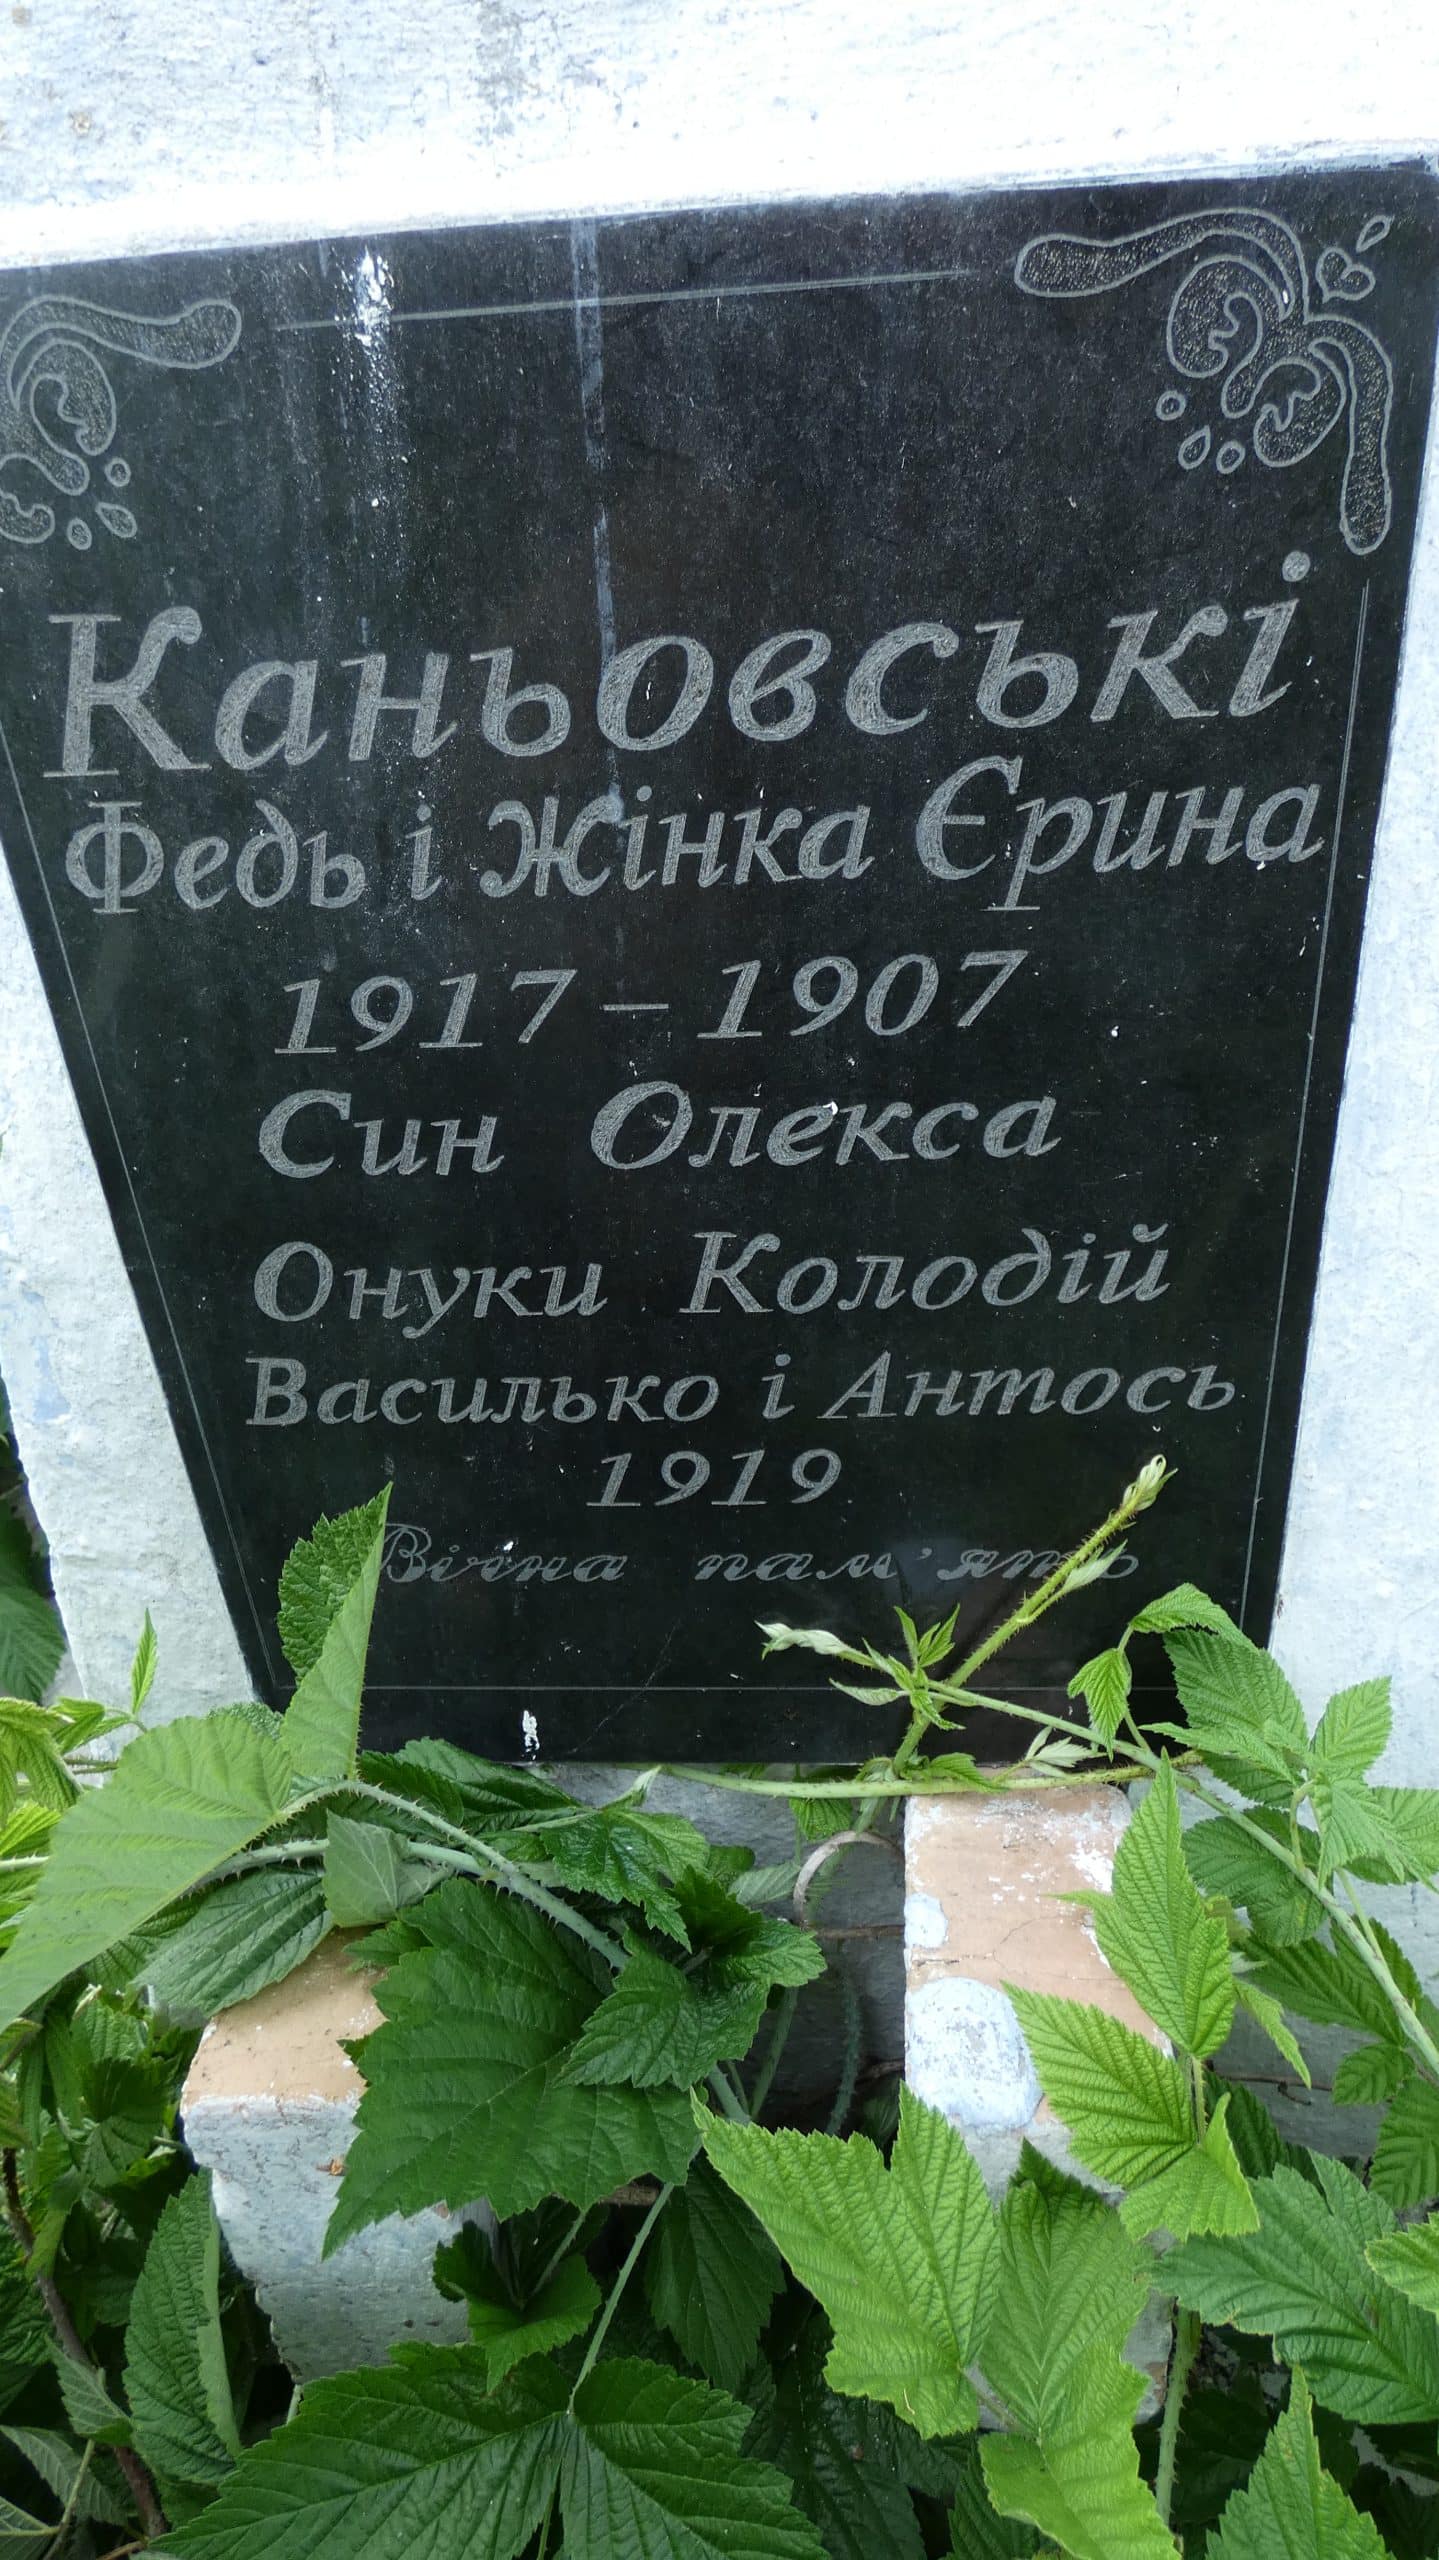 Каньовські
Федь і Жінка Єрина
1917 – 1907
Син Олекса
Онуки Колодій
Василько і Антось
1919
Вічна пам'ять